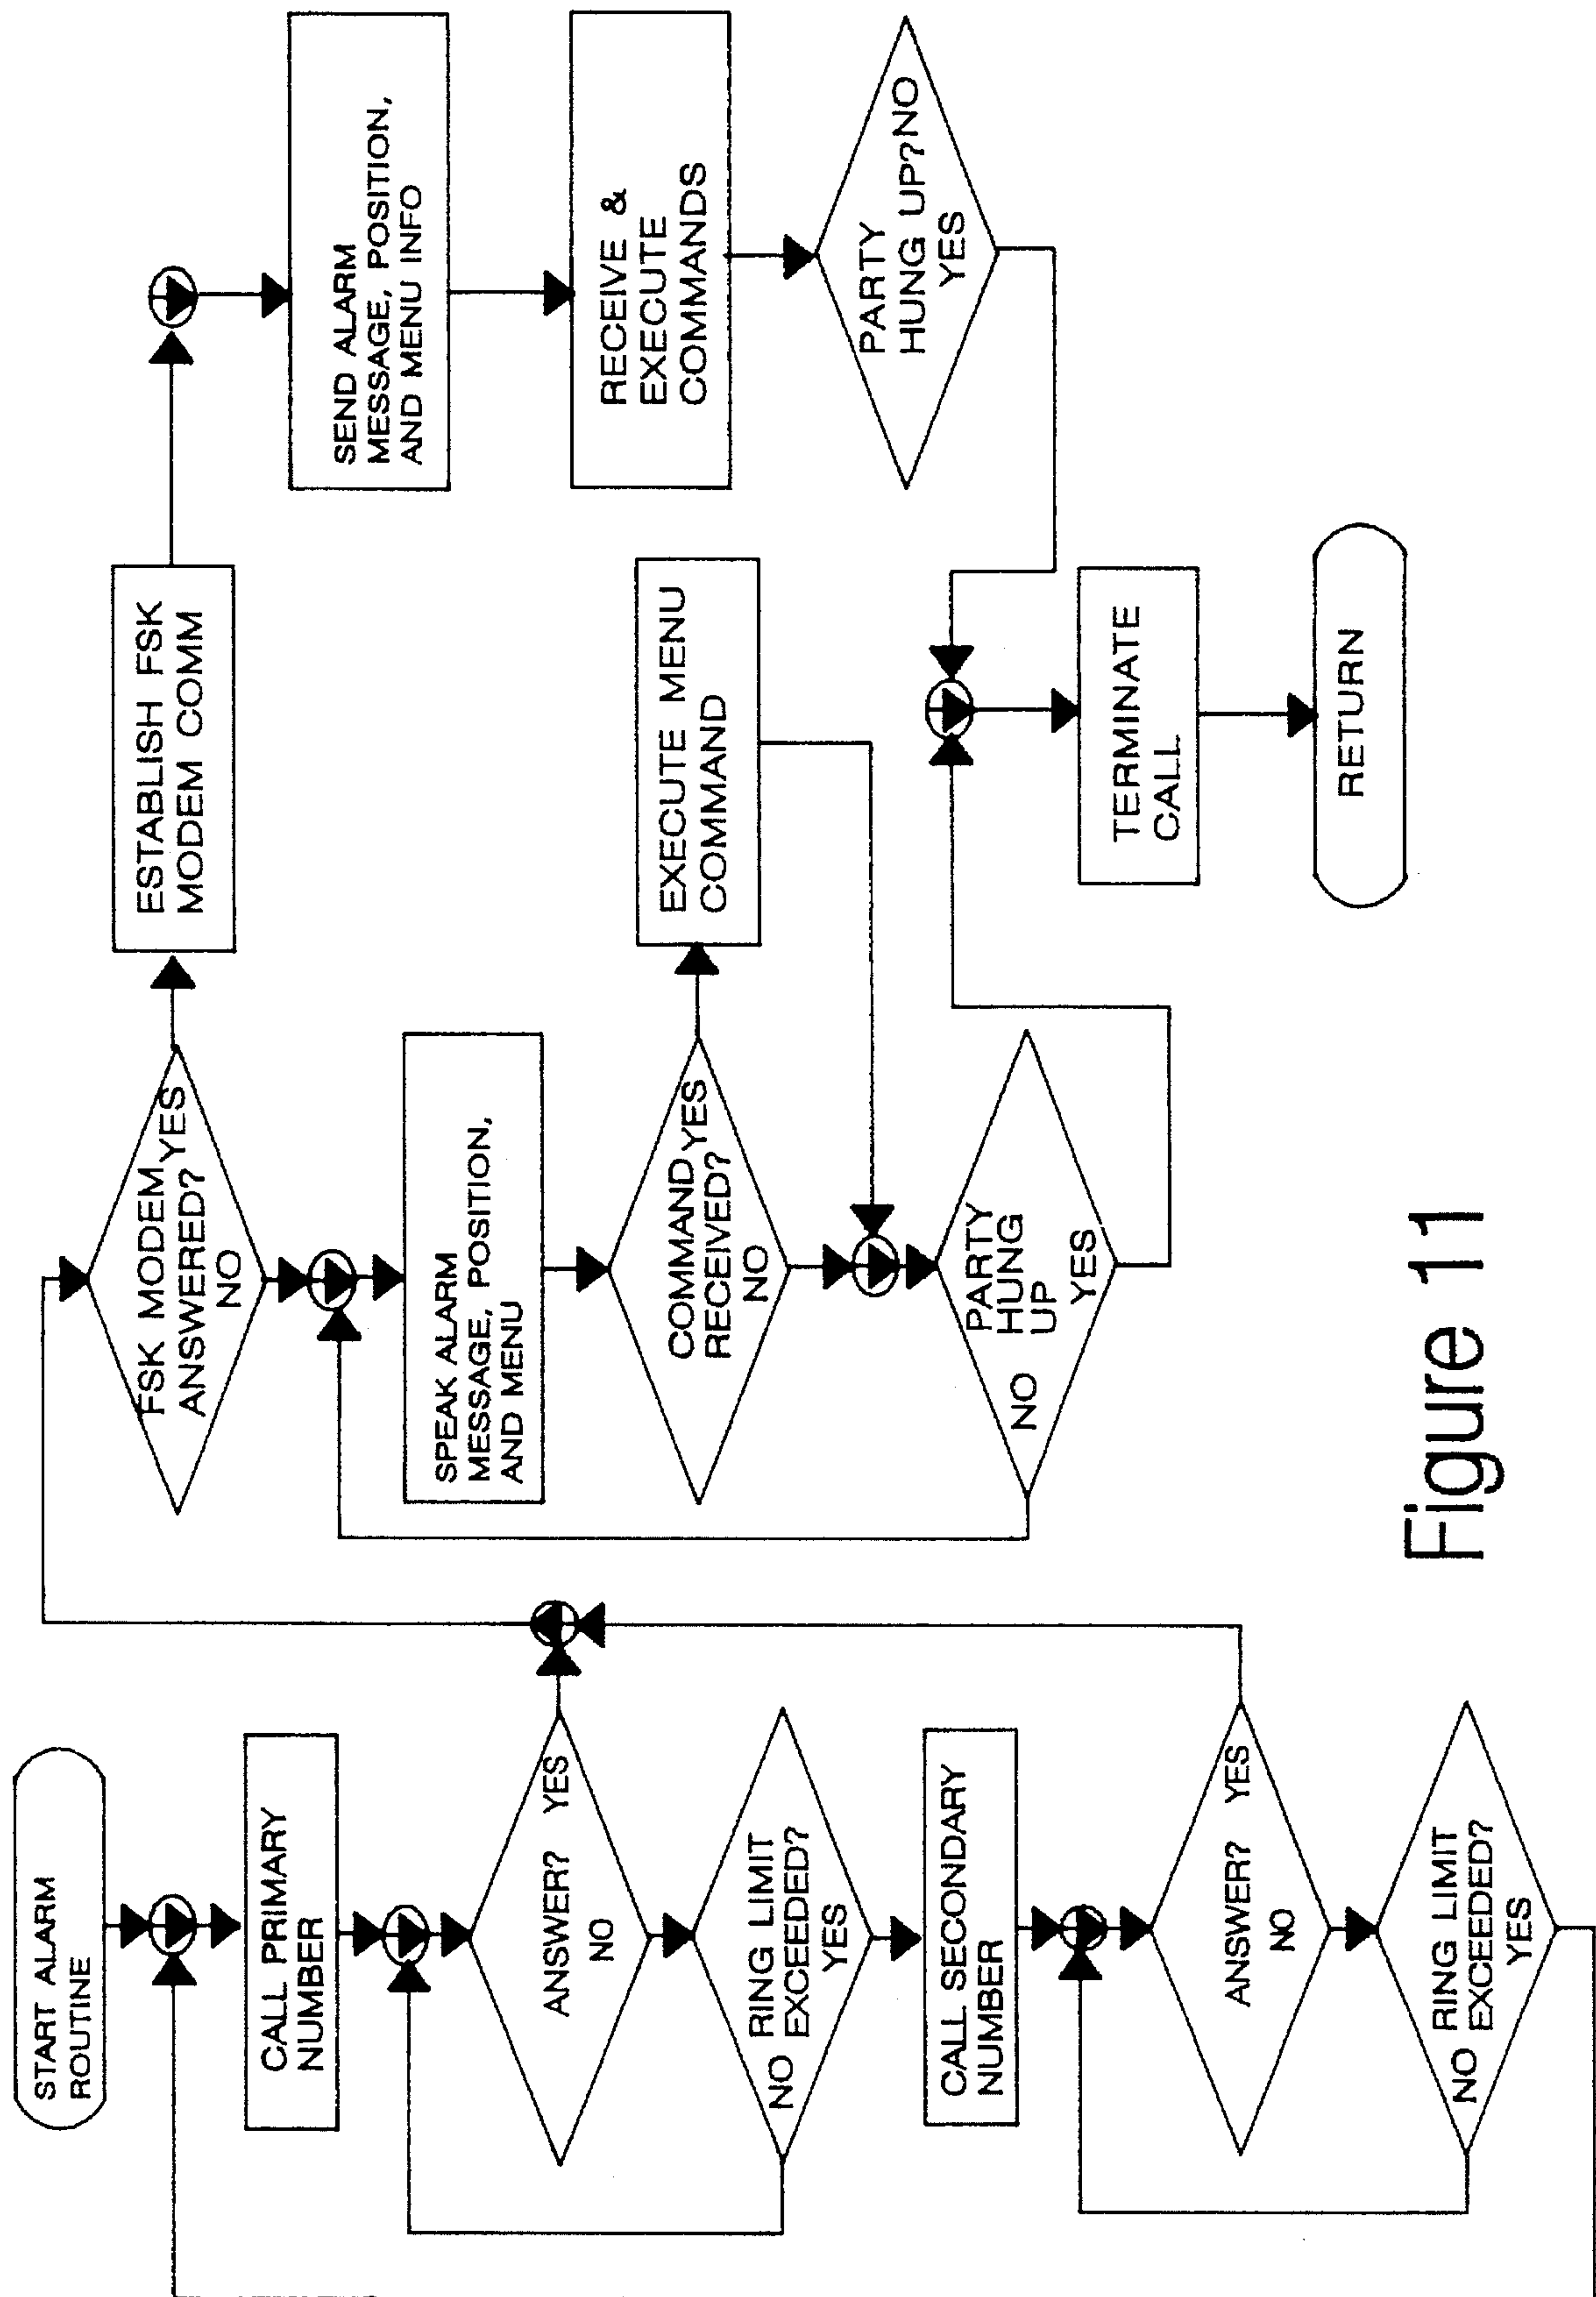 START ALARM
ROUTINE
CALL PRIMARY
NUMBER
ANSWER? YES
NO
RING LIMIT
NO EXCEEDED?
YES
CALL SECONDARY
NUMBER
ANSWER? YES
NO
RING LIMIT
NO EXCEEDED?
YES
FSK MODEM YES
ANSWERED?
NO
SPEAK ALARM
MESSAGE, POSITION,
AND MENU
COMMAND YES
RECEIVED?
NO
PARTY
HUNG
NO UP
YES
ESTABLISH FSK
MODEM COMM
EXECUTE MENU
COMMAND
TERMINATE
CALL
RETURN
SEND ALARM
MESSAGE, POSITION,
AND MENU INFO
RECEIVE &
EXECUTE
COMMANDS
PARTY
HUNG UP? NO
YES
Figure 11